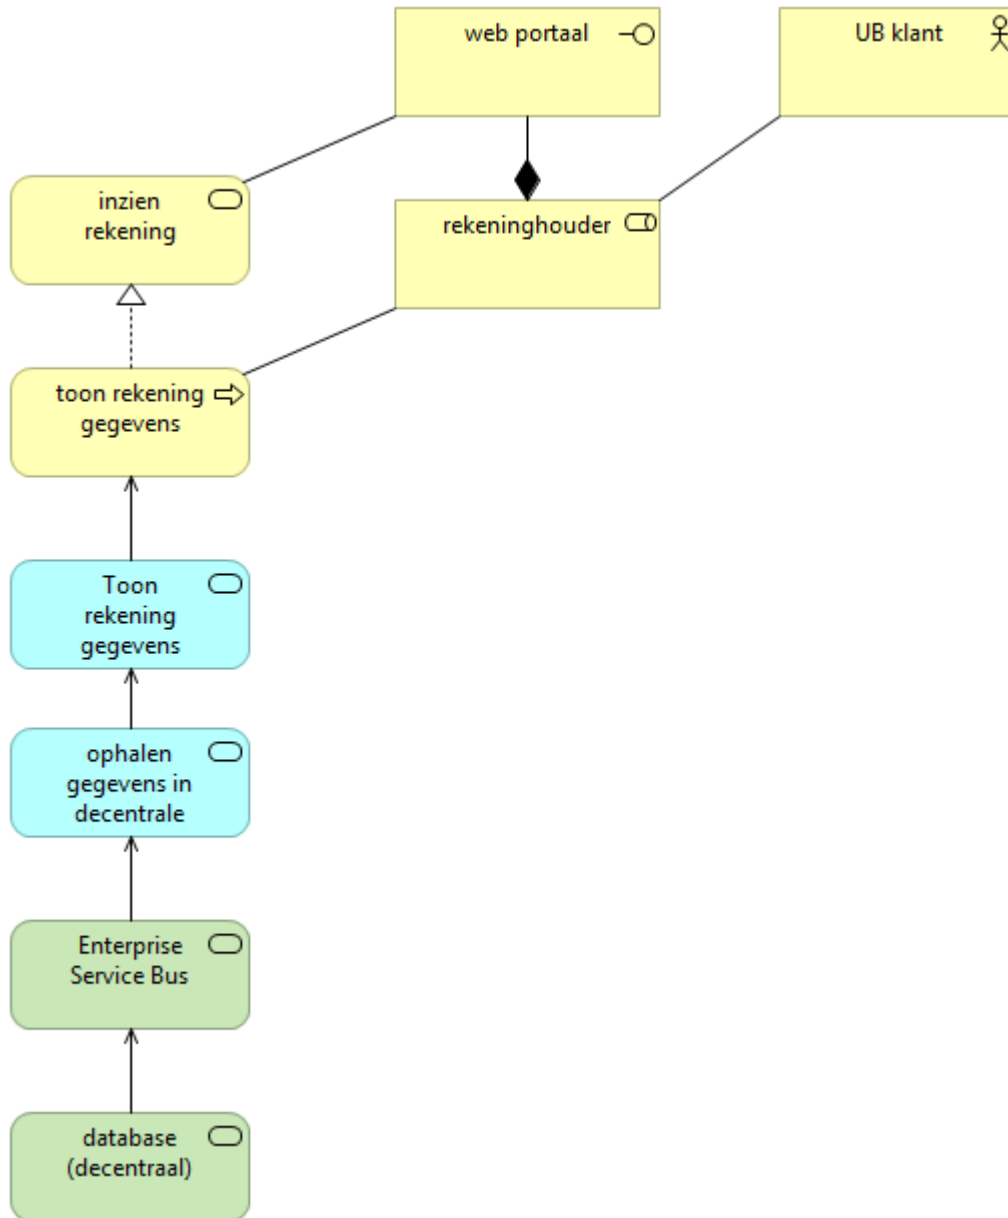 web portaal
UB klant
inzien
rekening
rekeninghouder
toon rekening
gegevens
Toon
rekening
gegevens
ophalen
gegevens in
decentrale
Enterprise
Service Bus
database
(decentraal)